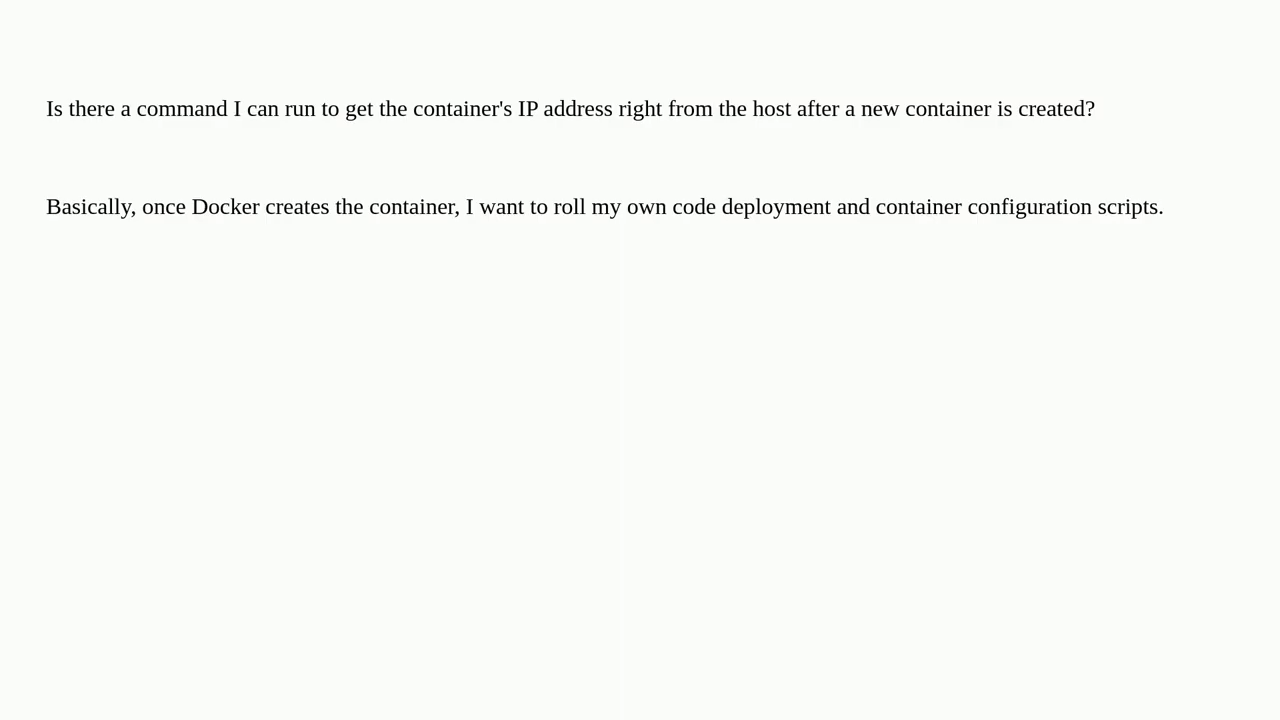 Is there a command I can run to get the container's IP address right from the host after a new container is created?
Basically, once Docker creates the container, I want to roll my own code deployment and container configuration scripts.